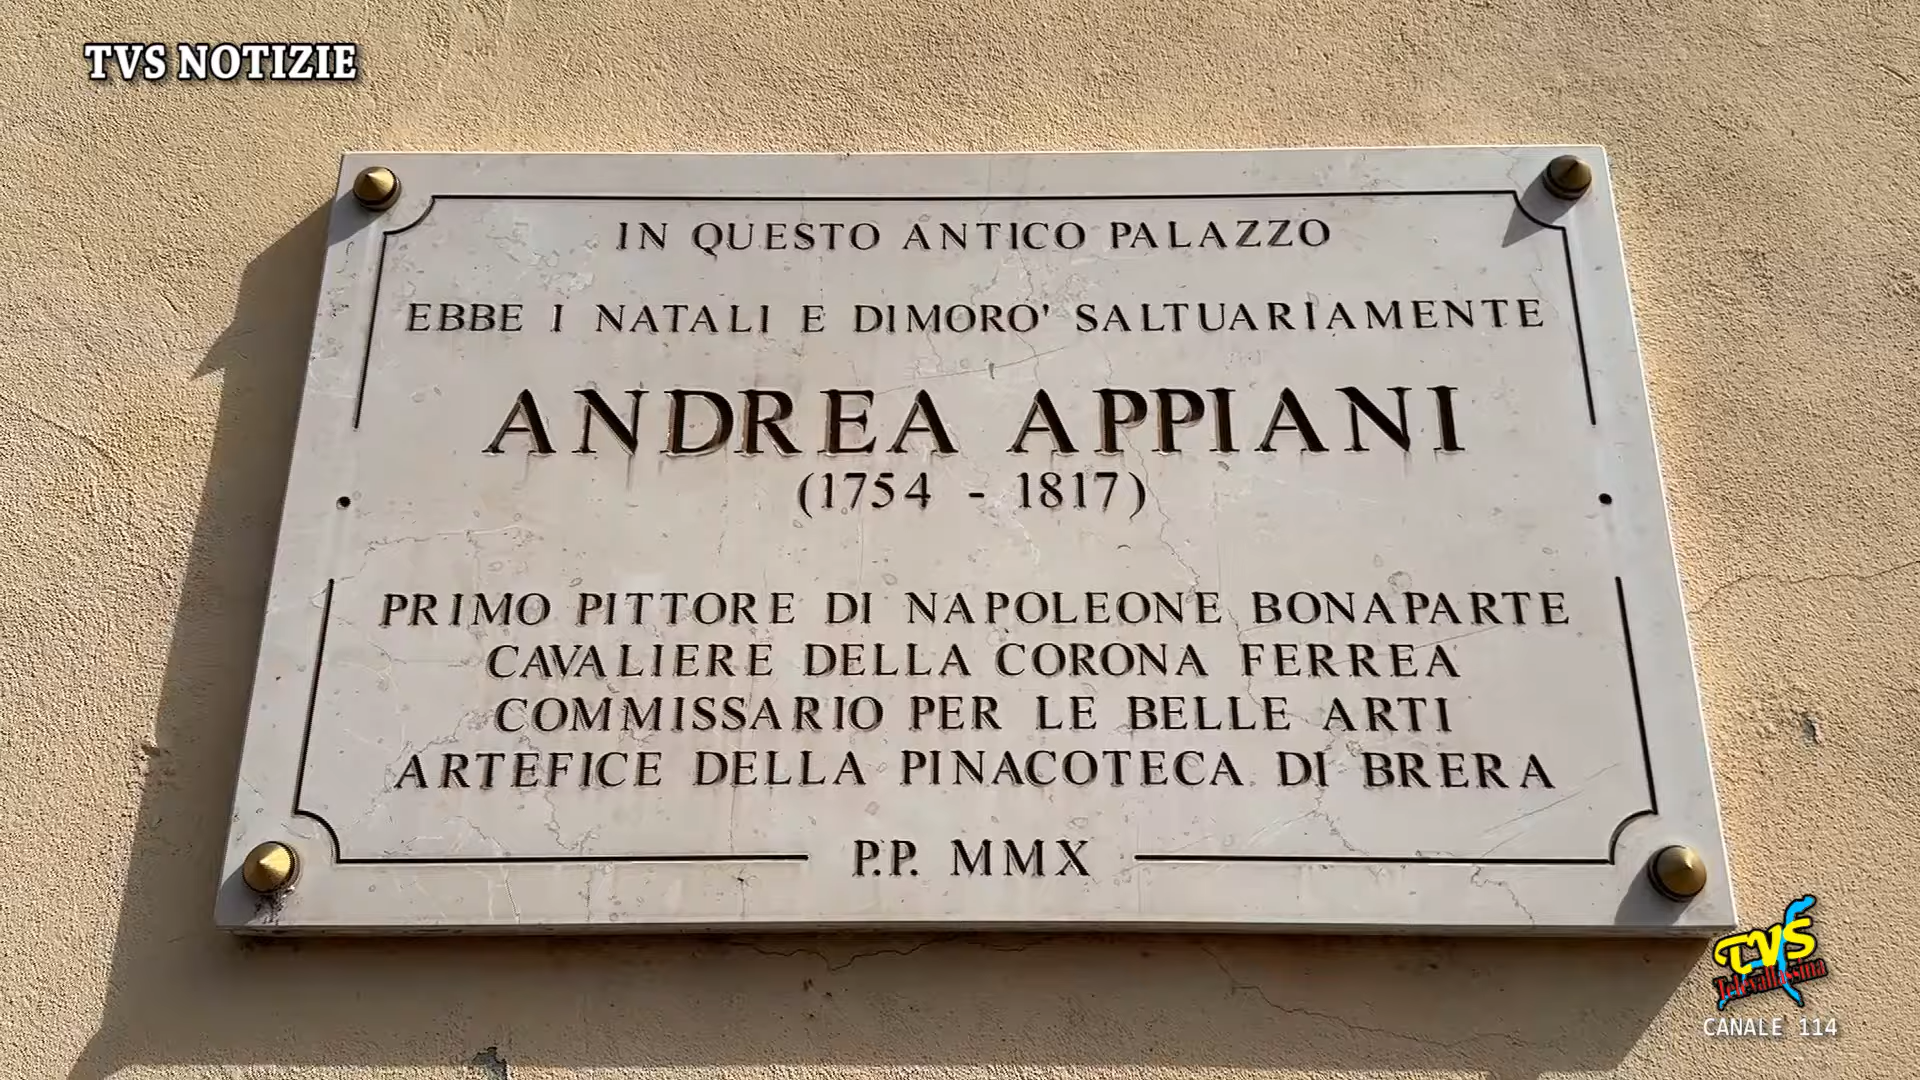 TVS NOTIZIE
IN QUESTO ANTICO PALAZZO
EBBE I NATALI E DIMORO' SALTUARIAMENTE
ANDREA APPIANI
(1754 - 1817)
PRIMO PITTORE DI NAPOLEONE BONAPARTE
CAVALIERE DELLA CORONA FERREA
COMMISSARIO PER LE BELLE ARTI
ARTEFICE DELLA PINACOTECA DI BRERA
P.P. MMX
TVS
Televallassina
CANALE 114